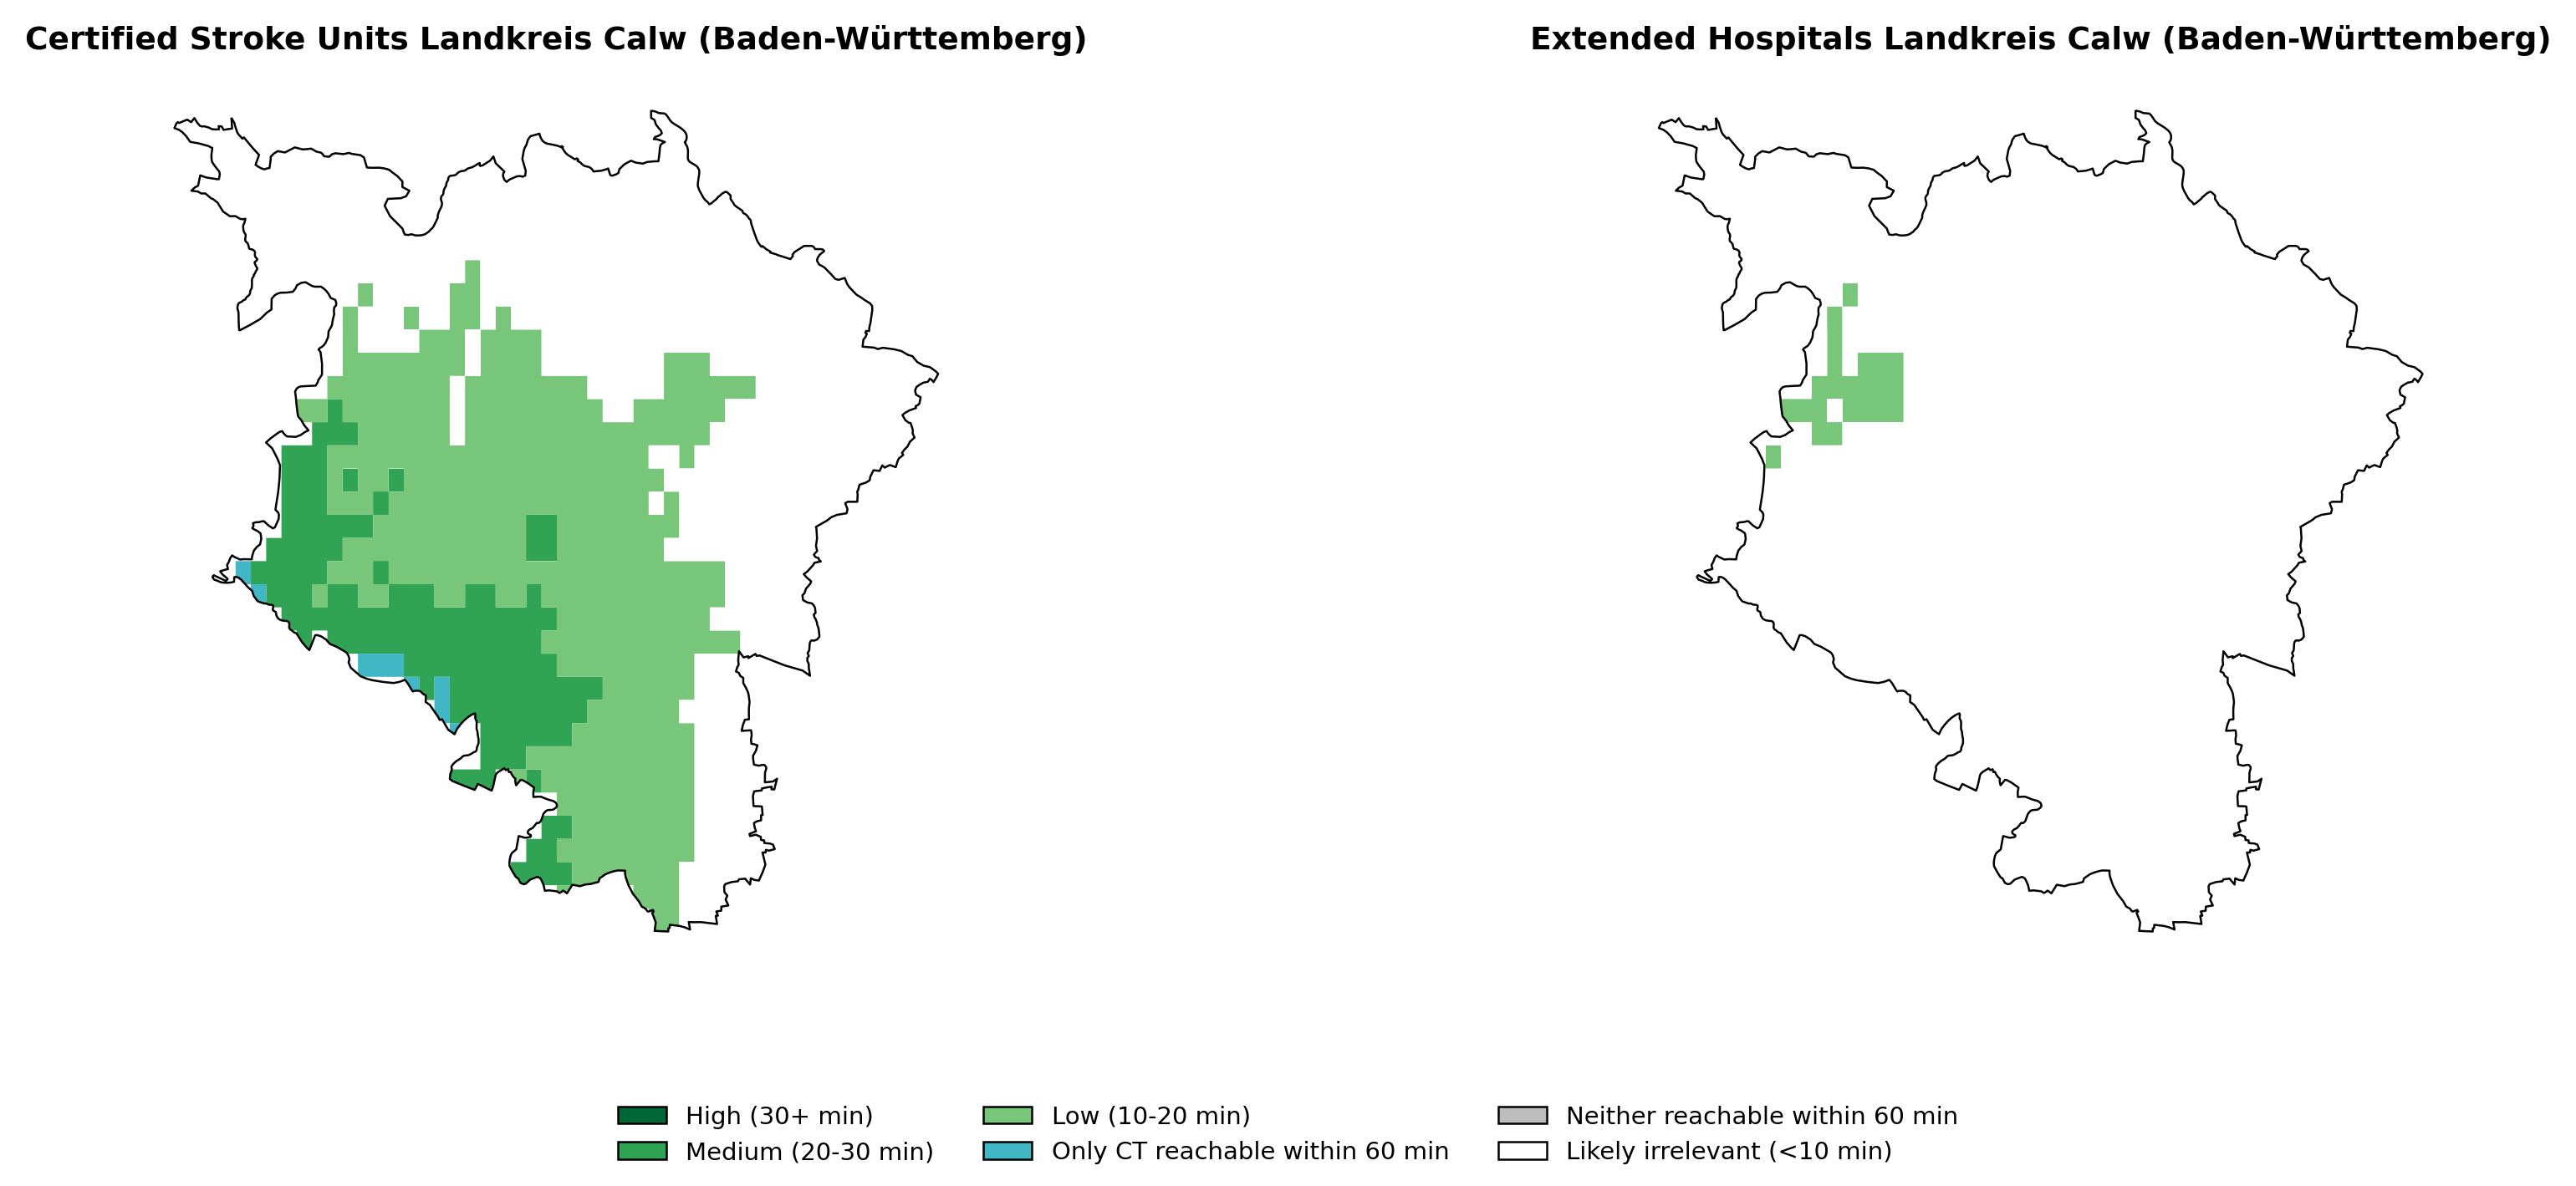 Certified Stroke Units Landkreis Calw (Baden-Württemberg)
Extended Hospitals Landkreis Calw (Baden-Württemberg)
High (30+ min)
Medium (20-30 min)
Low (10-20 min)
Only CT reachable within 60 min
Neither reachable within 60 min
Likely irrelevant (<10 min)